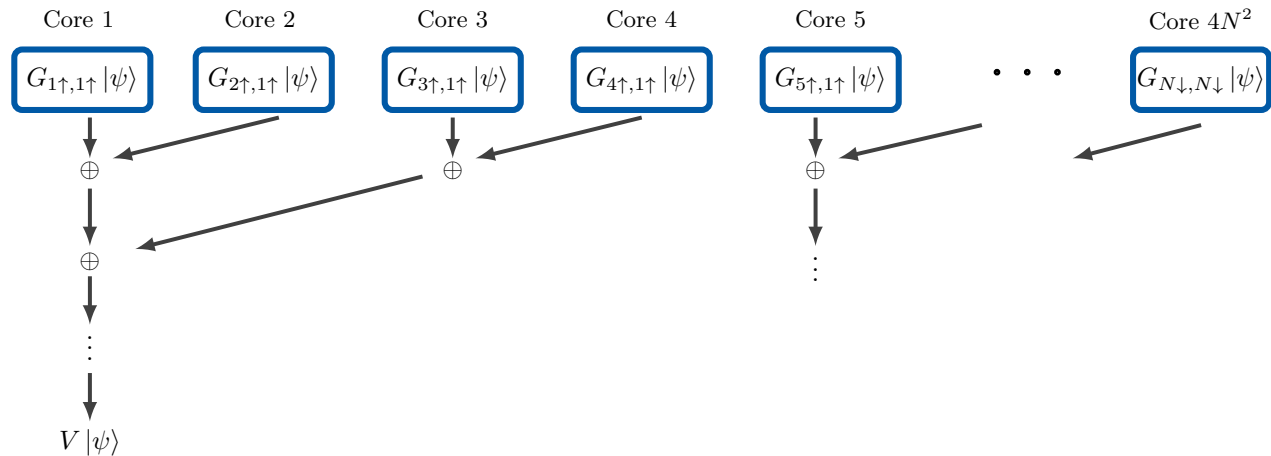 Core 1 Core 2 Core 3 Core 4 Core 5 Core 4N²
G₁↑,₁↑ |ψ⟩ G₂↑,₁↑ |ψ⟩ G₃↑,₁↑ |ψ⟩ G₄↑,₁↑ |ψ⟩ G₅↑,₁↑ |ψ⟩ · · · G_{N↓,N↓} |ψ⟩
⊕ ⊕ ⊕
⊕ ⋮
⋮
V |ψ⟩